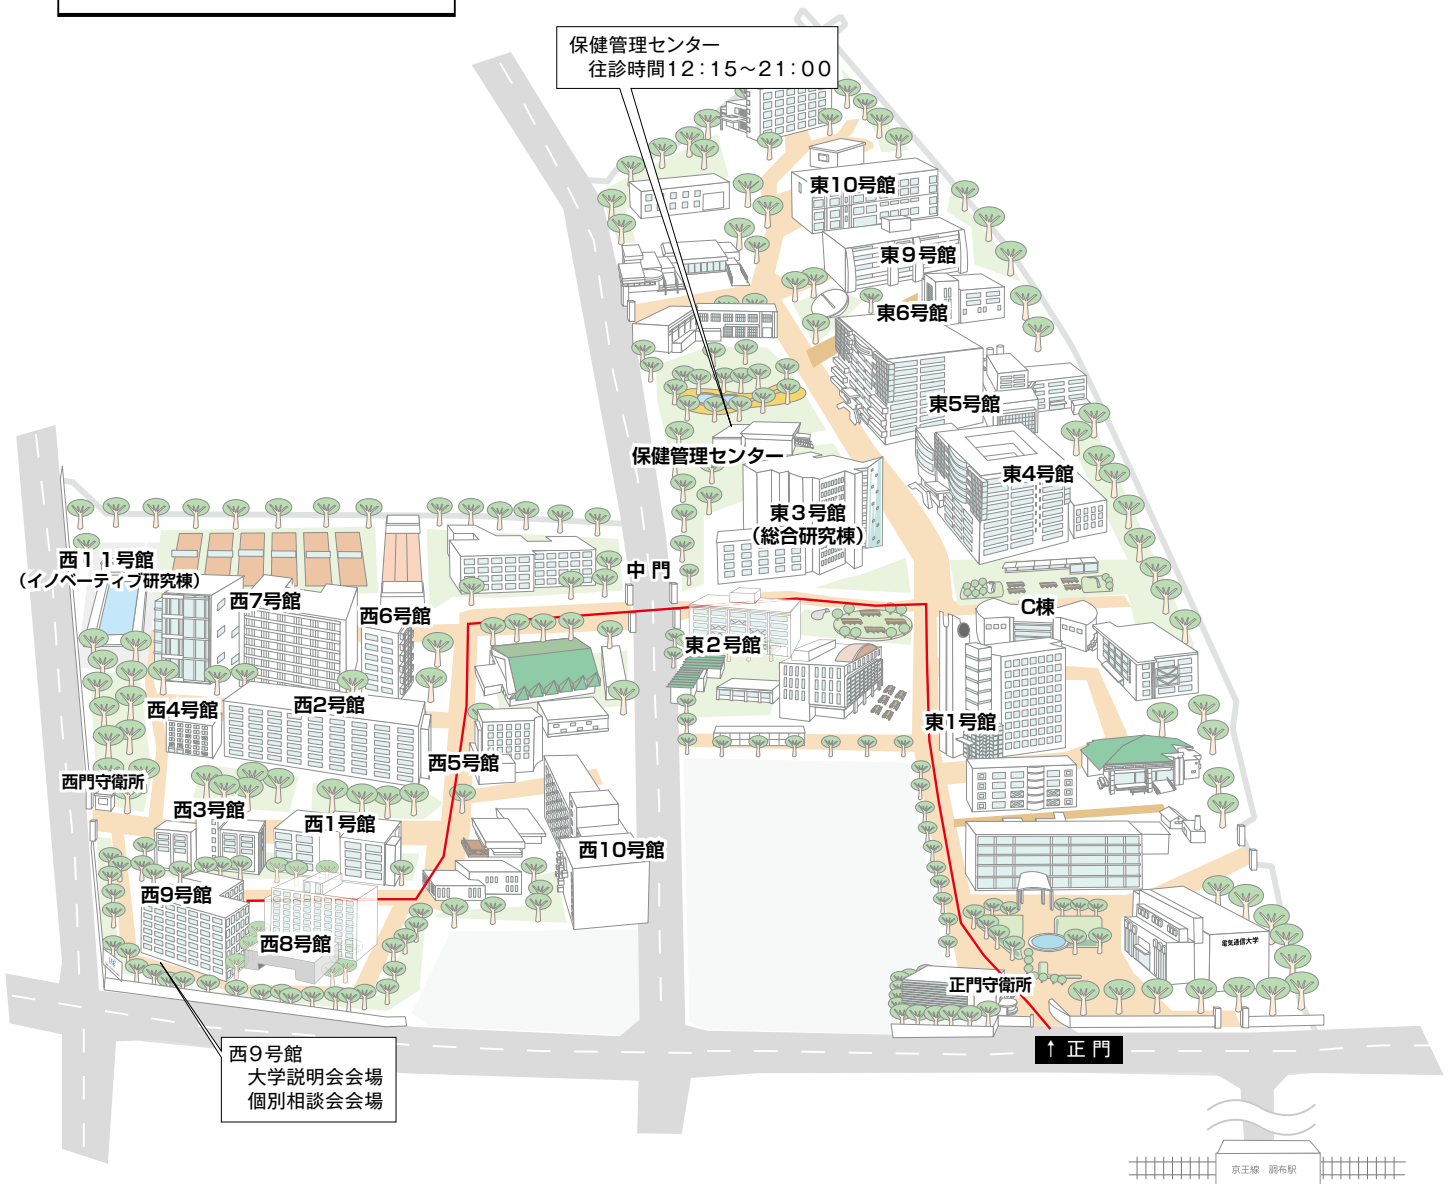 保健管理センター
往診時間12：15～21：00
東10号館
東９号館
東6号館
東5号館
保健管理センター
東4号館
東３号館
（総合研究棟）
西１１号館
（イノベーティブ研究棟）
中 門
西7号館
西6号館
C棟
東２号館
西4号館
西2号館
東1号館
西5号館
西門守衛所
西3号館
西１号館
西10号館
西9号館
西8号館
電気通信大学
正門守衛所
↑ 正 門
西９号館
大学説明会会場
個別相談会会場
京王線 調布駅